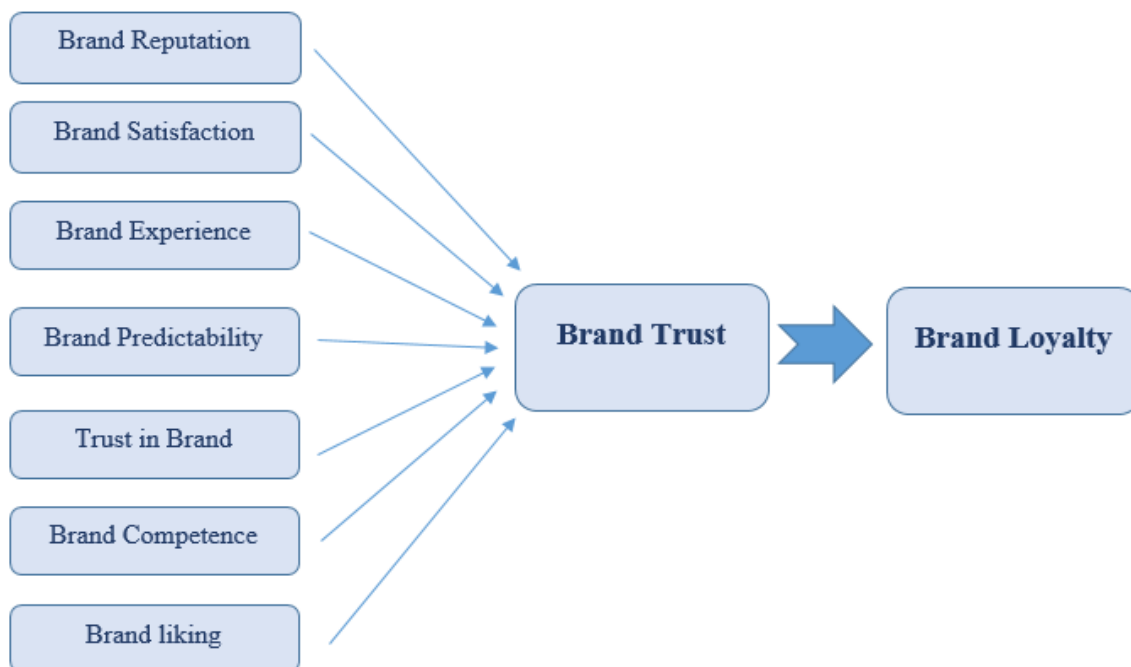 Brand Reputation
Brand Satisfaction
Brand Experience
Brand Predictability
Trust in Brand
Brand Competence
Brand liking
Brand Trust
Brand Loyalty